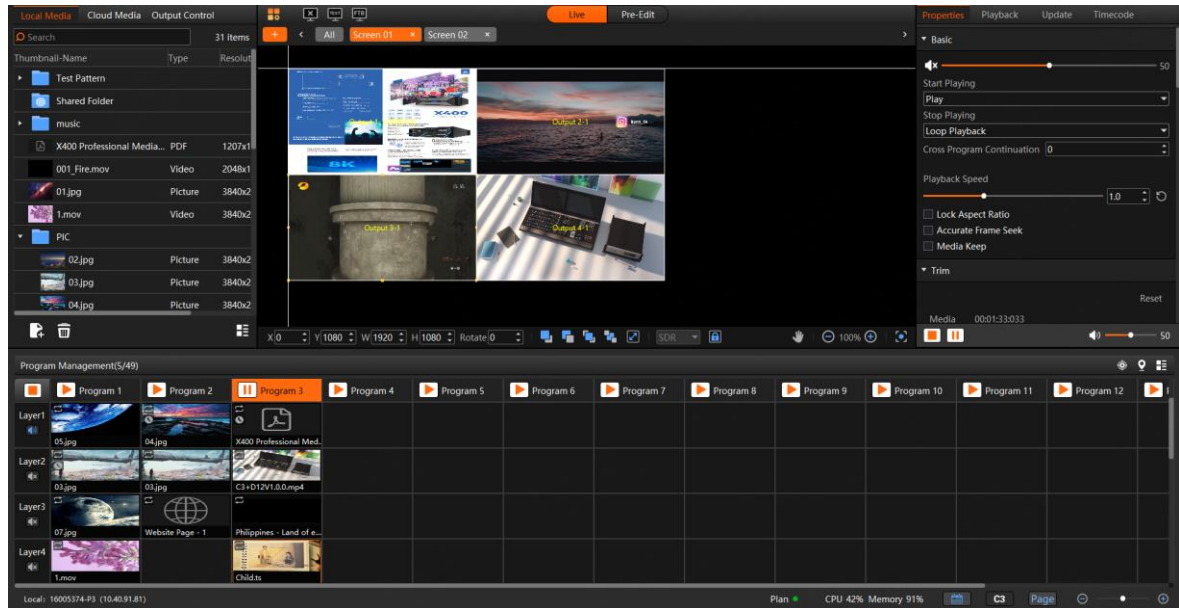 Local Media Cloud Media Output Control
Search 31 items
Thumbnail-Name Type Resolut
Test Pattern
Shared Folder
music
X400 Professional Media... PDF 1207x1
001_Fire.mov Video 2048x1
01.jpg Picture 3840x2
1.mov Video 3840x2
PIC
02.jpg Picture 3840x2
03.jpg Picture 3840x2
04.jpg Picture 3840x2
TEST FTB Live Pre-Edit
+ All Screen 01 × Screen 02 ×
X400
8K
Output 2-1
Output 3-1 Output 4-1
X 0 Y 1080 W 1920 H 1080 Rotate 0 SDR 100%
Properties Playback Update Timecode
Basic
50
Start Playing
Play
Stop Playing
Loop Playback
Cross Program Continuation 0
Playback Speed
1.0
Lock Aspect Ratio
Accurate Frame Seek
Media Keep
Trim
Reset
Media 00:01:33:033
50
Program Management(5/49)
Program 1 Program 2 Program 3 Program 4 Program 5 Program 6 Program 7 Program 8 Program 9 Program 10 Program 11 Program 12
Layer1
05.jpg 04.jpg X400 Professional Med...
Layer2
03.jpg 03.jpg C3+D12V1.0.0.mp4
Layer3
07.jpg Website Page - 1 Philippines - Land of e...
Layer4
1.mov Child.ts
Local: 16005374-P3 (10.40.91.81) Plan CPU 42% Memory 91% C3 Page